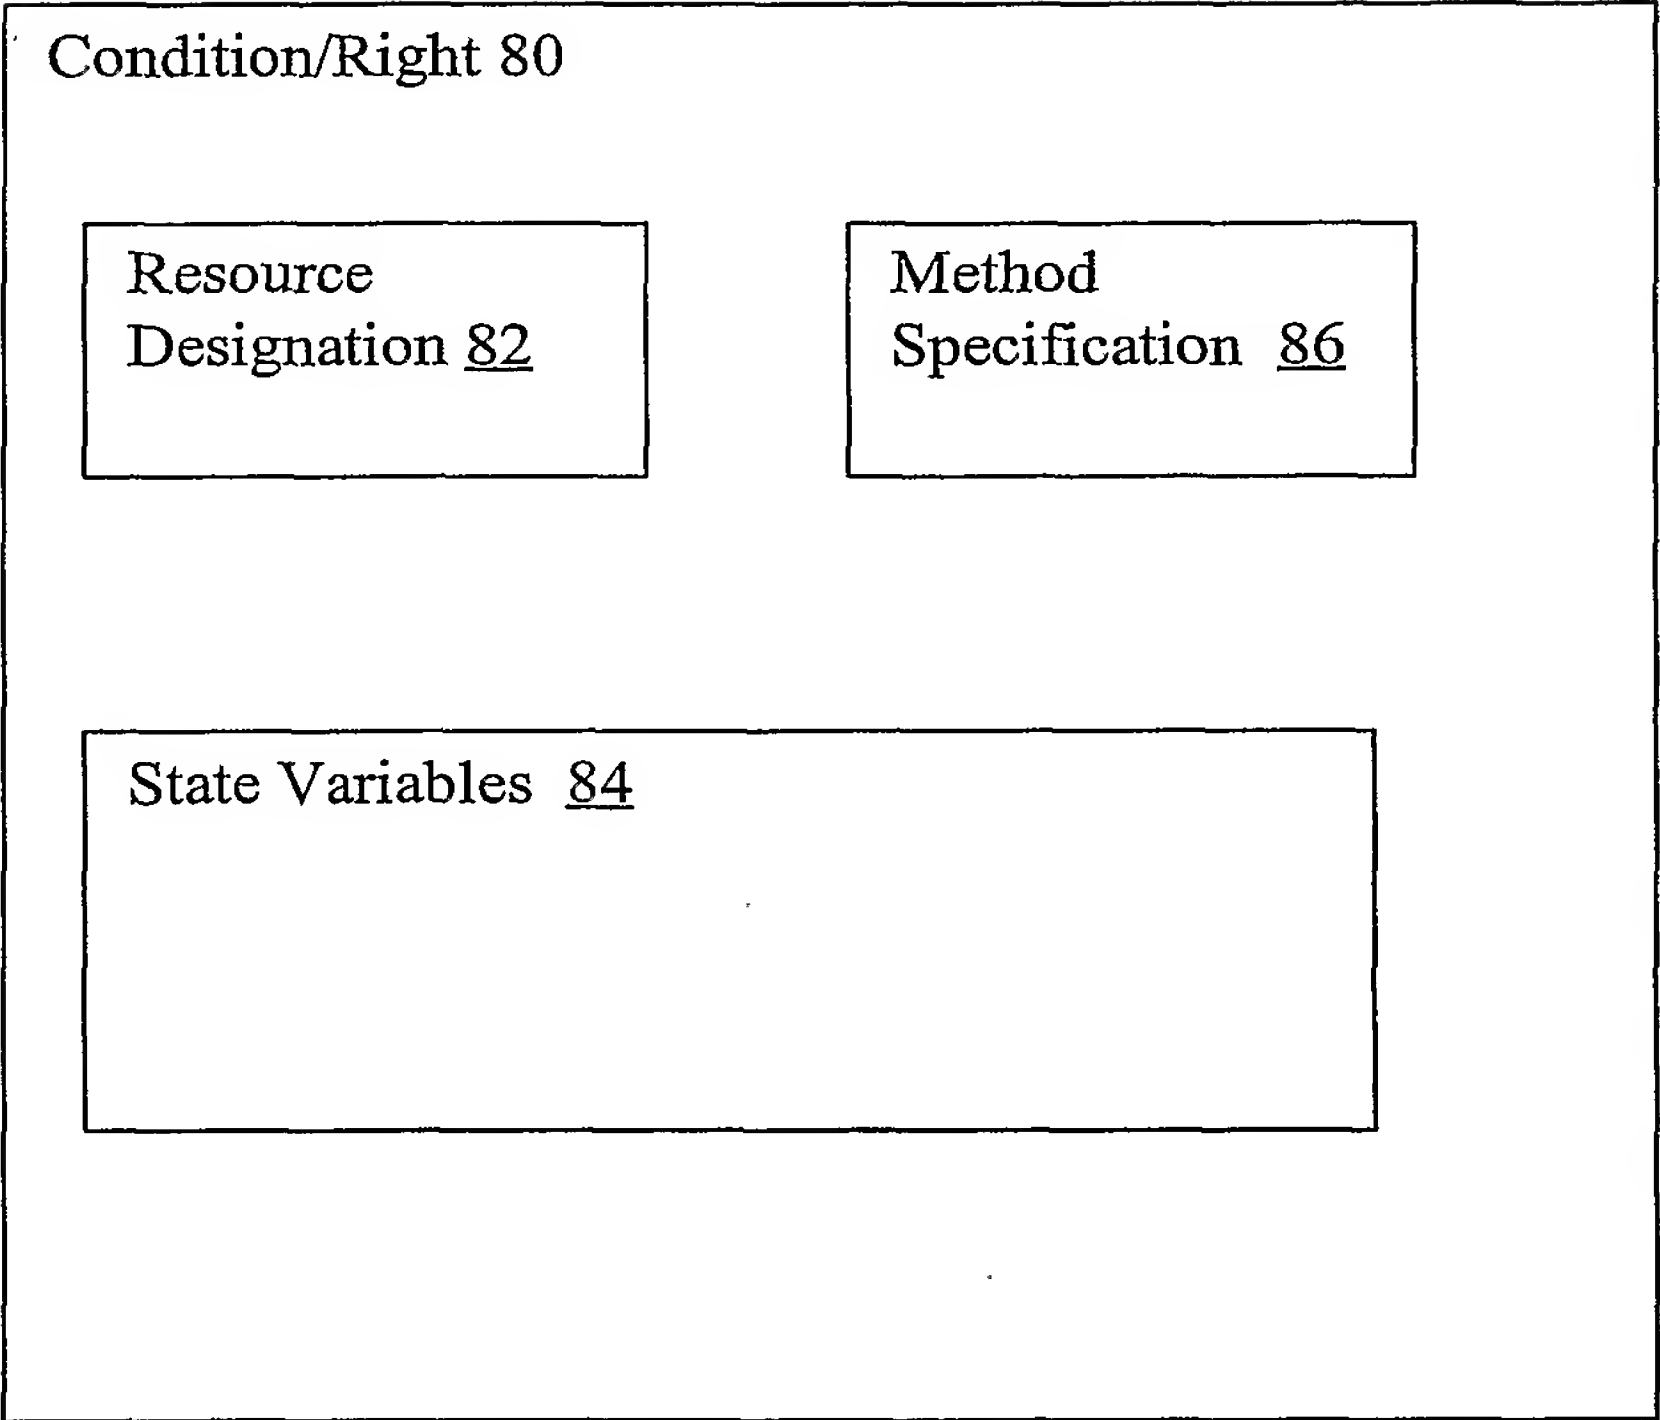 Condition/Right 80
Resource
Designation 82
Method
Specification 86
State Variables 84